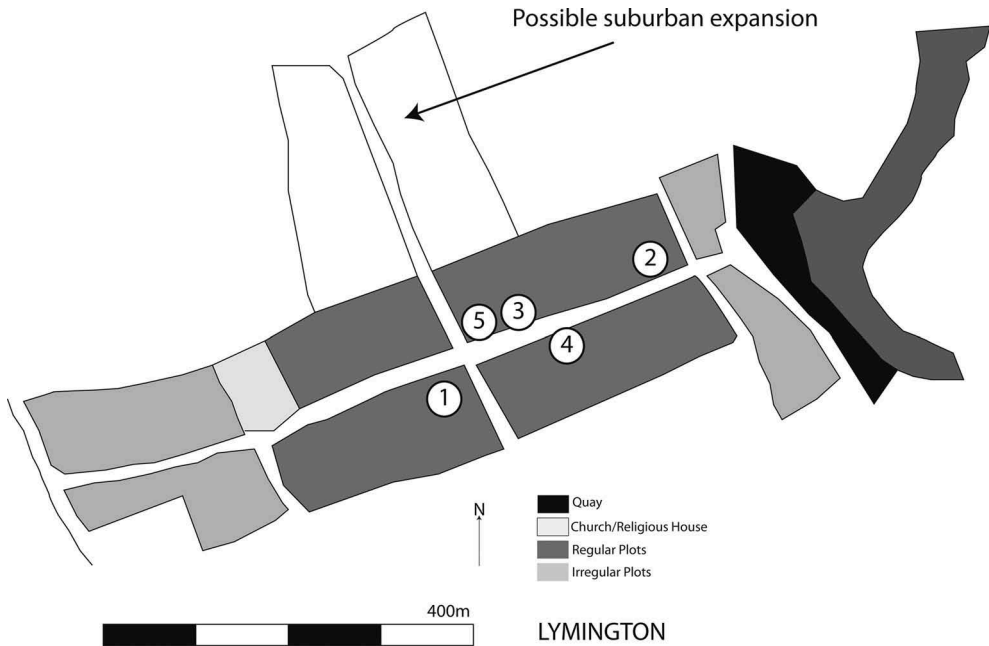 Possible suburban expansion
2
3
5
4
1
N
Quay
Church/Religious House
Regular Plots
Irregular Plots
400m
LYMINGTON